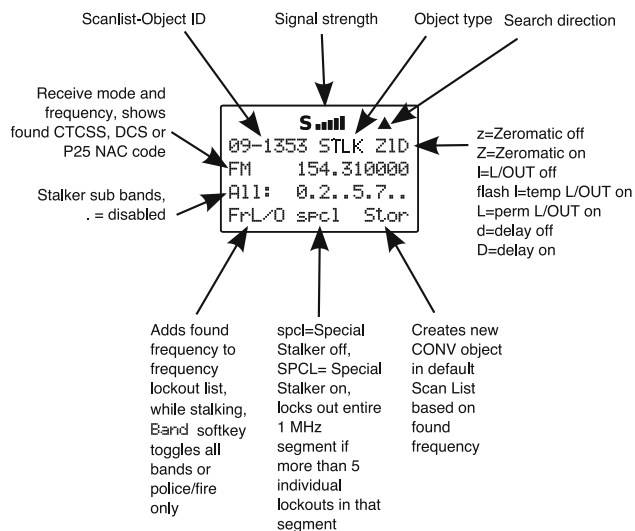 Scanlist-Object ID
Signal strength
Object type
Search direction
Receive mode and
frequency, shows
found CTCSS, DCS or
P25 NAC code
Stalker sub bands,
. = disabled
S
09-1353 STLK ZlD
FM 154.310000
All: 0.2..5.7..
FrL/O spcl Stor
z=Zeromatic off
Z=Zeromatic on
l=L/OUT off
flash l=temp L/OUT on
L=perm L/OUT on
d=delay off
D=delay on
Adds found
frequency to
frequency
lockout list,
while stalking,
Band softkey
toggles all
bands or
police/fire
only
spcl=Special
Stalker off,
SPCL= Special
Stalker on,
locks out entire
1 MHz
segment if
more than 5
individual
lockouts in that
segment
Creates new
CONV object
in default
Scan List
based on
found
frequency